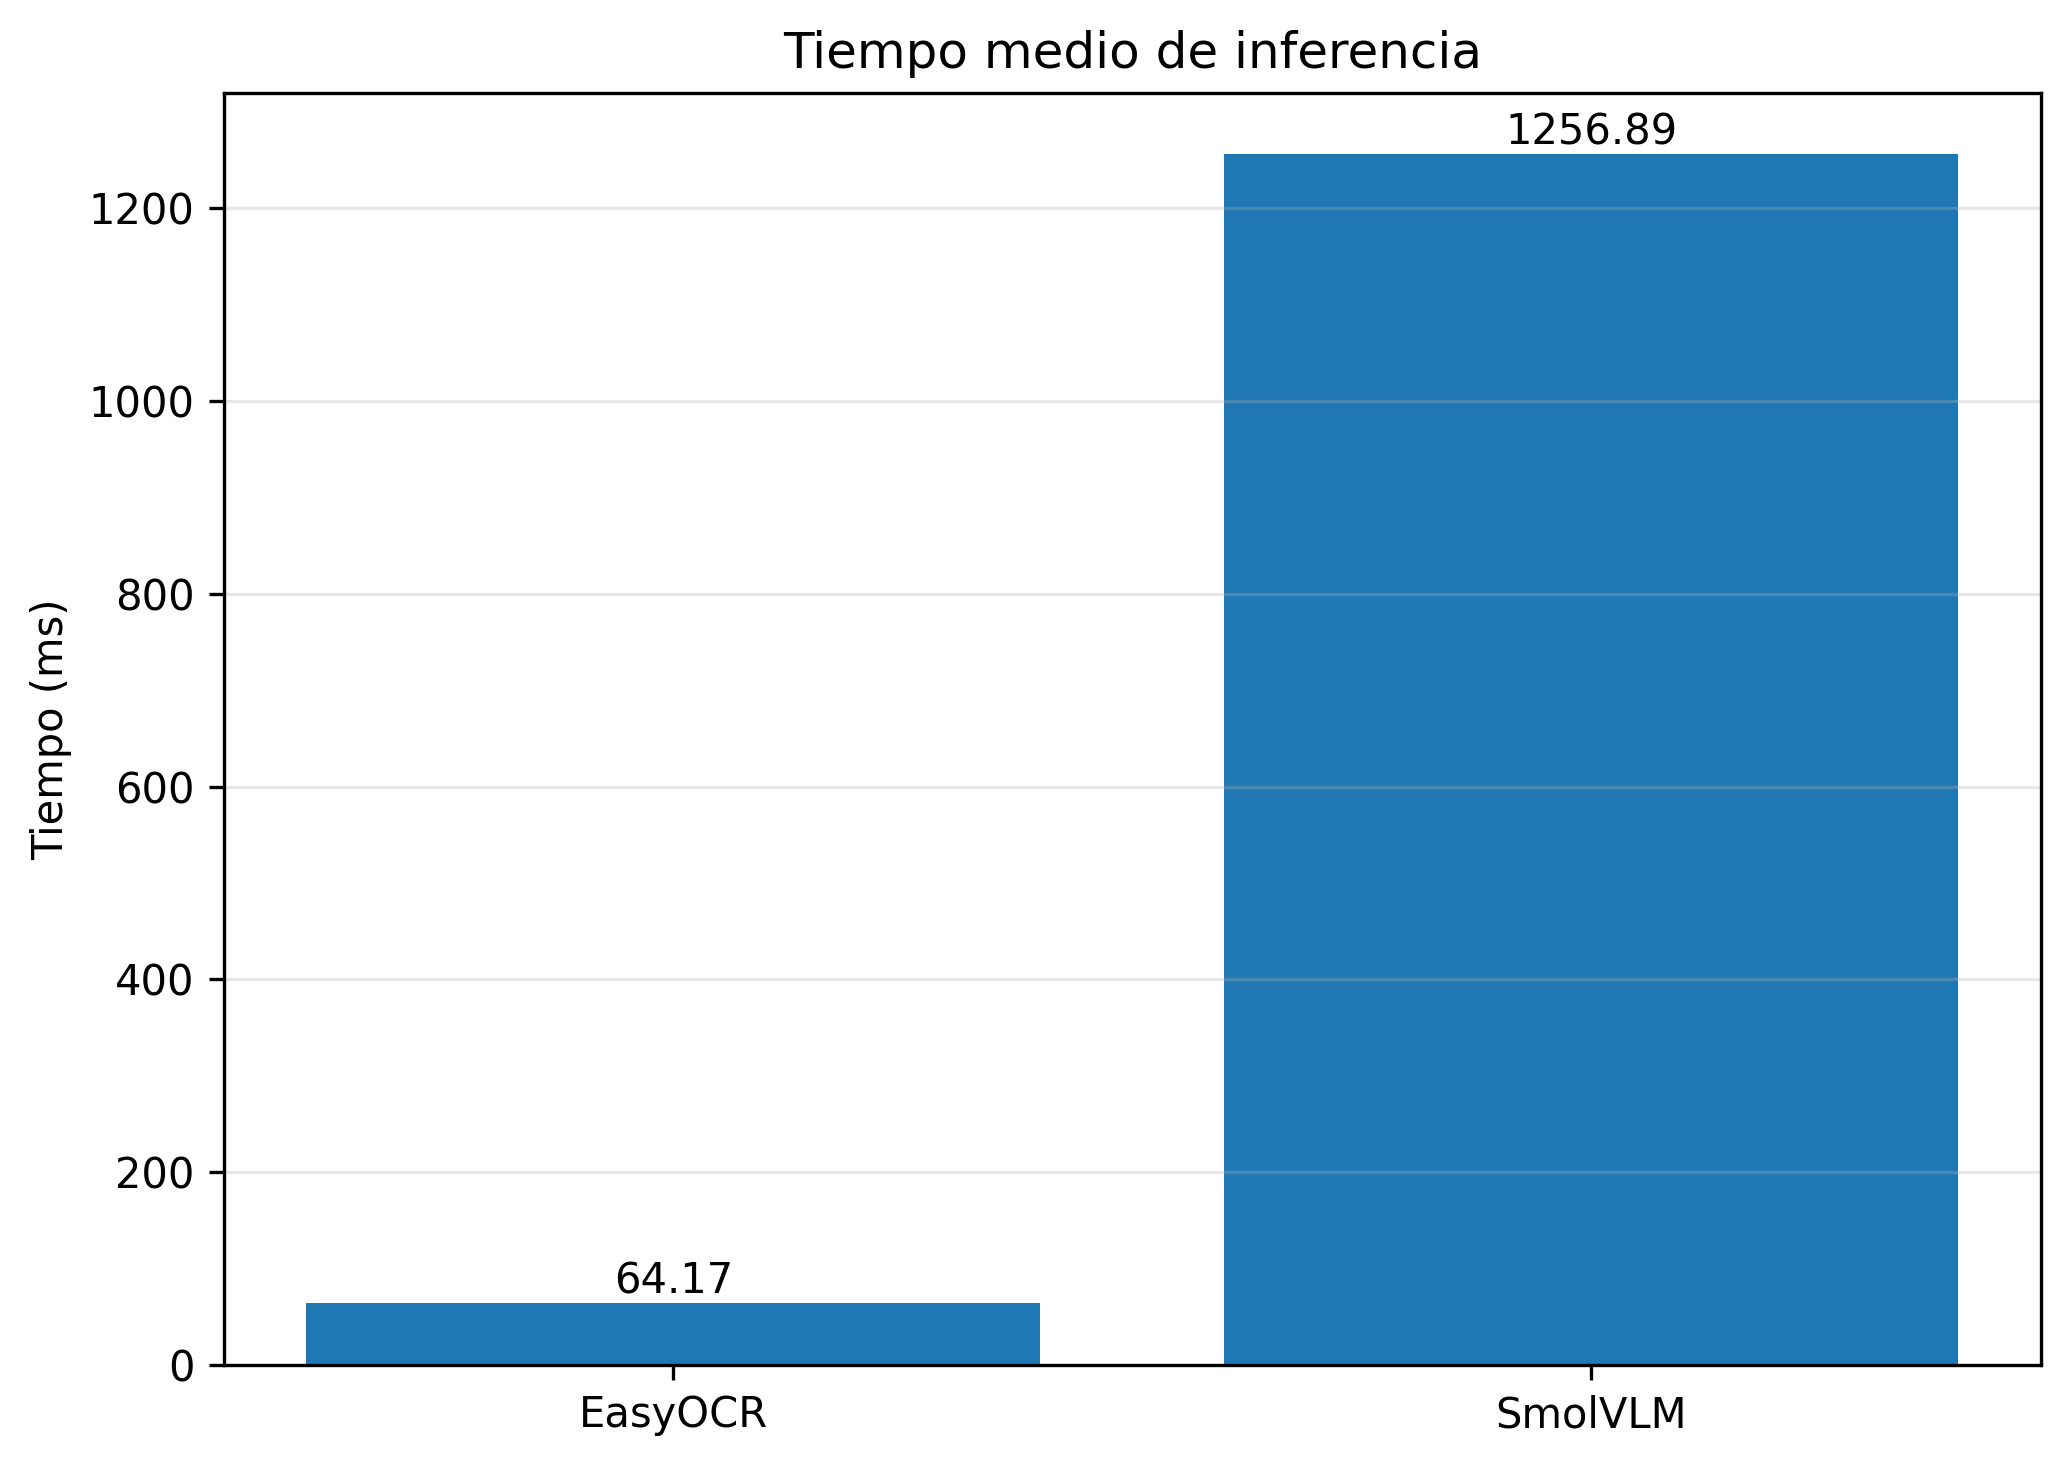 Tiempo medio de inferencia
1256.89
1200
1000
800
600
400
200
0
Tiempo (ms)
64.17
EasyOCR
SmolVLM